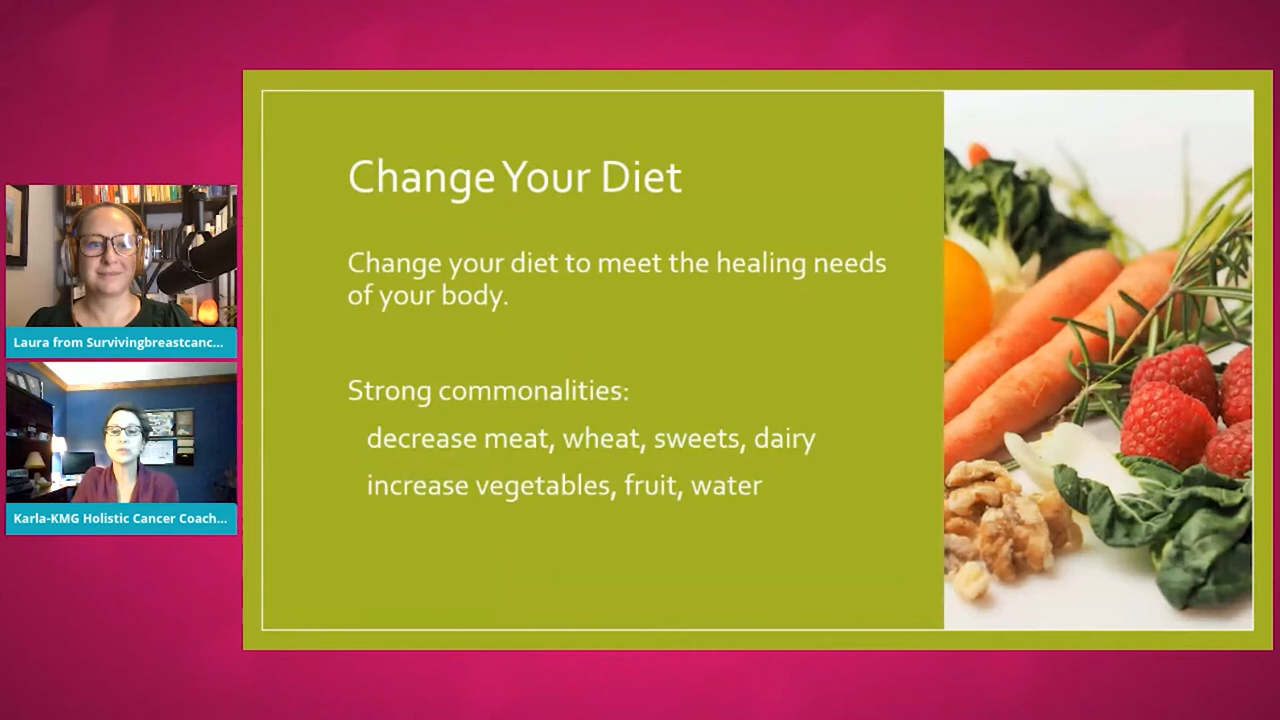 Change Your Diet
Change your diet to meet the healing needs
of your body.
Strong commonalities:
decrease meat, wheat, sweets, dairy
increase vegetables, fruit, water
Laura from Survivingbreastcanc...
Karla-KMG Holistic Cancer Coach...